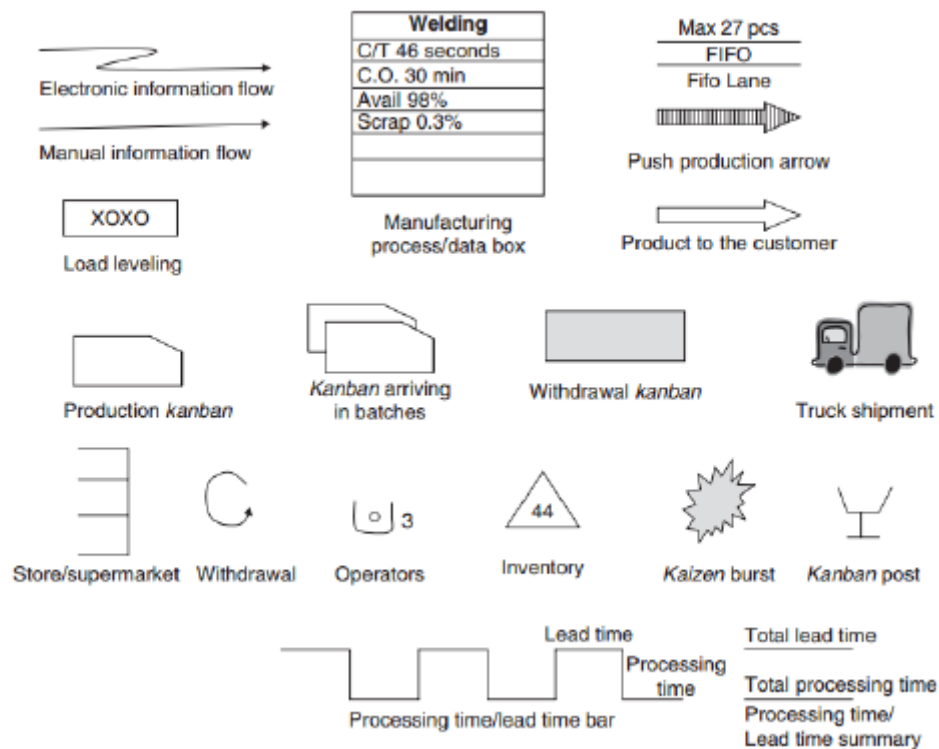 Electronic information flow
Manual information flow
XOXO
Load leveling
Welding
C/T 46 seconds
C.O. 30 min
Avail 98%
Scrap 0.3%
Manufacturing
process/data box
Max 27 pcs
FIFO
Fifo Lane
Push production arrow
Product to the customer
Production kanban
Kanban arriving
in batches
Withdrawal kanban
Truck shipment
Store/supermarket
Withdrawal
3
Operators
44
Inventory
Kaizen burst
Kanban post
Lead time
Processing
time
Processing time/lead time bar
Total lead time
Total processing time
Processing time/
Lead time summary